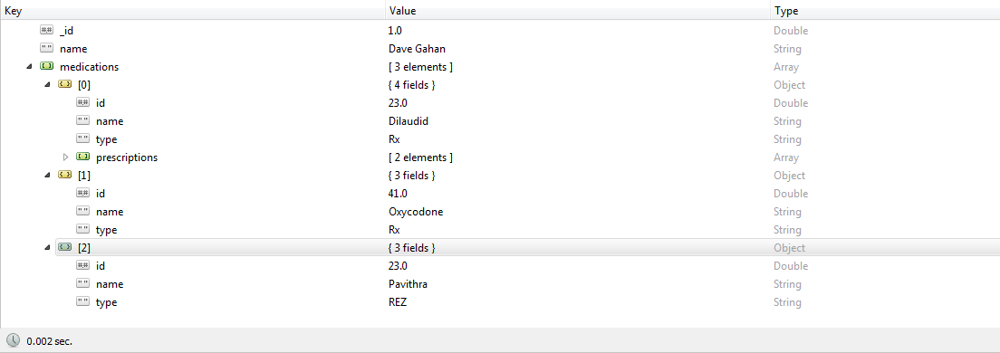 Key Value Type
#.# _id 1.0 Double
" " name Dave Gahan String
medications [ 3 elements ] Array
[0] { 4 fields } Object
#.# id 23.0 Double
" " name Dilaudid String
" " type Rx String
prescriptions [ 2 elements ] Array
[1] { 3 fields } Object
#.# id 41.0 Double
" " name Oxycodone String
" " type Rx String
[2] { 3 fields } Object
#.# id 23.0 Double
" " name Pavithra String
" " type REZ String
0.002 sec.